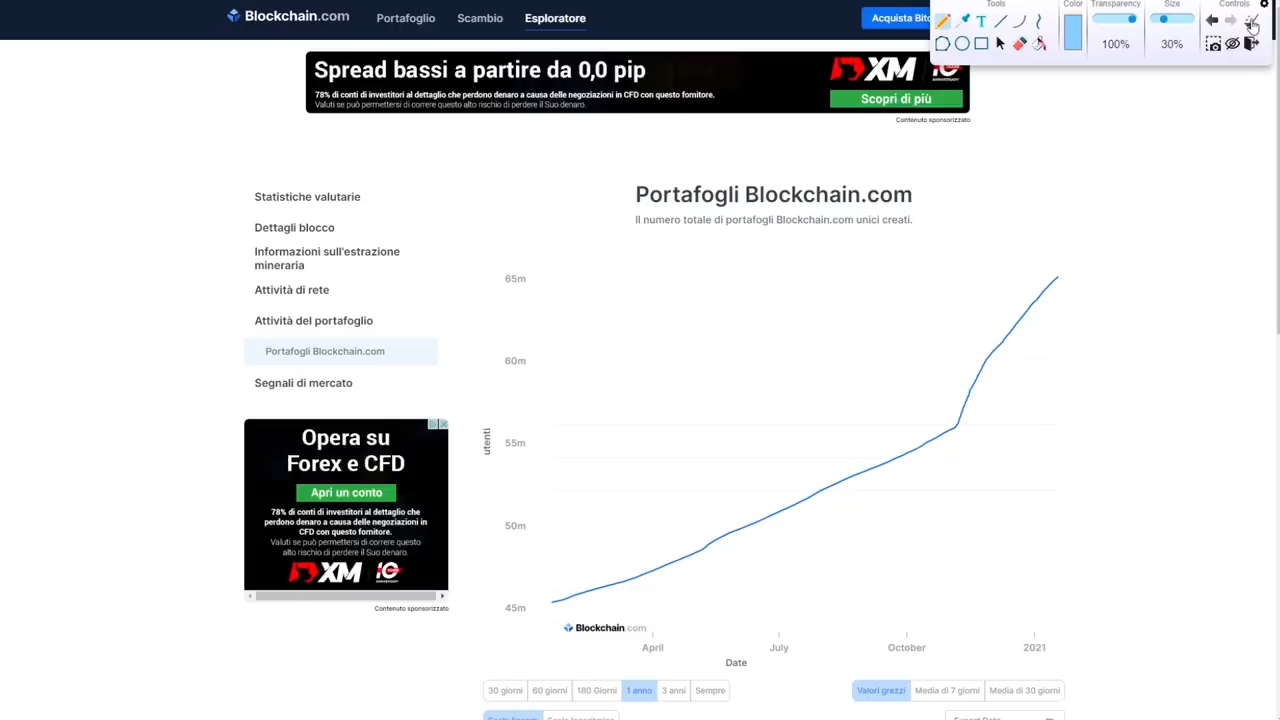 Blockchain.com
Portafoglio
Scambio
Esploratore
Tools
Color
Transparency
Size
Controls
100%
30%
Spread bassi a partire da 0,0 pip
78% di conti di investitori al dettaglio che perdono denaro a causa delle negoziazioni in CFD con questo fornitore.
Valuti se può permettersi di correre questo alto rischio di perdere il Suo denaro.
XM
Scopri di più
Contenuto sponsorizzato
Statistiche valutarie
Dettagli blocco
Informazioni sull'estrazione
mineraria
Attività di rete
Attività del portafoglio
Portafogli Blockchain.com
Segnali di mercato
Opera su
Forex e CFD
Apri un conto
78% di conti di investitori al dettaglio che
perdono denaro a causa delle negoziazioni in
CFD con questo fornitore.
Valuti se può permettersi di correre questo
alto rischio di perdere il Suo denaro.
XM 10
Contenuto sponsorizzato
Portafogli Blockchain.com
Il numero totale di portafogli Blockchain.com unici creati.
65m
60m
55m
50m
45m
utenti
Blockchain.com
April
July
October
2021
Date
30 giorni
60 giorni
180 Giorni
1 anno
3 anni
Sempre
Valori grezzi
Media di 7 giorni
Media di 30 giorni